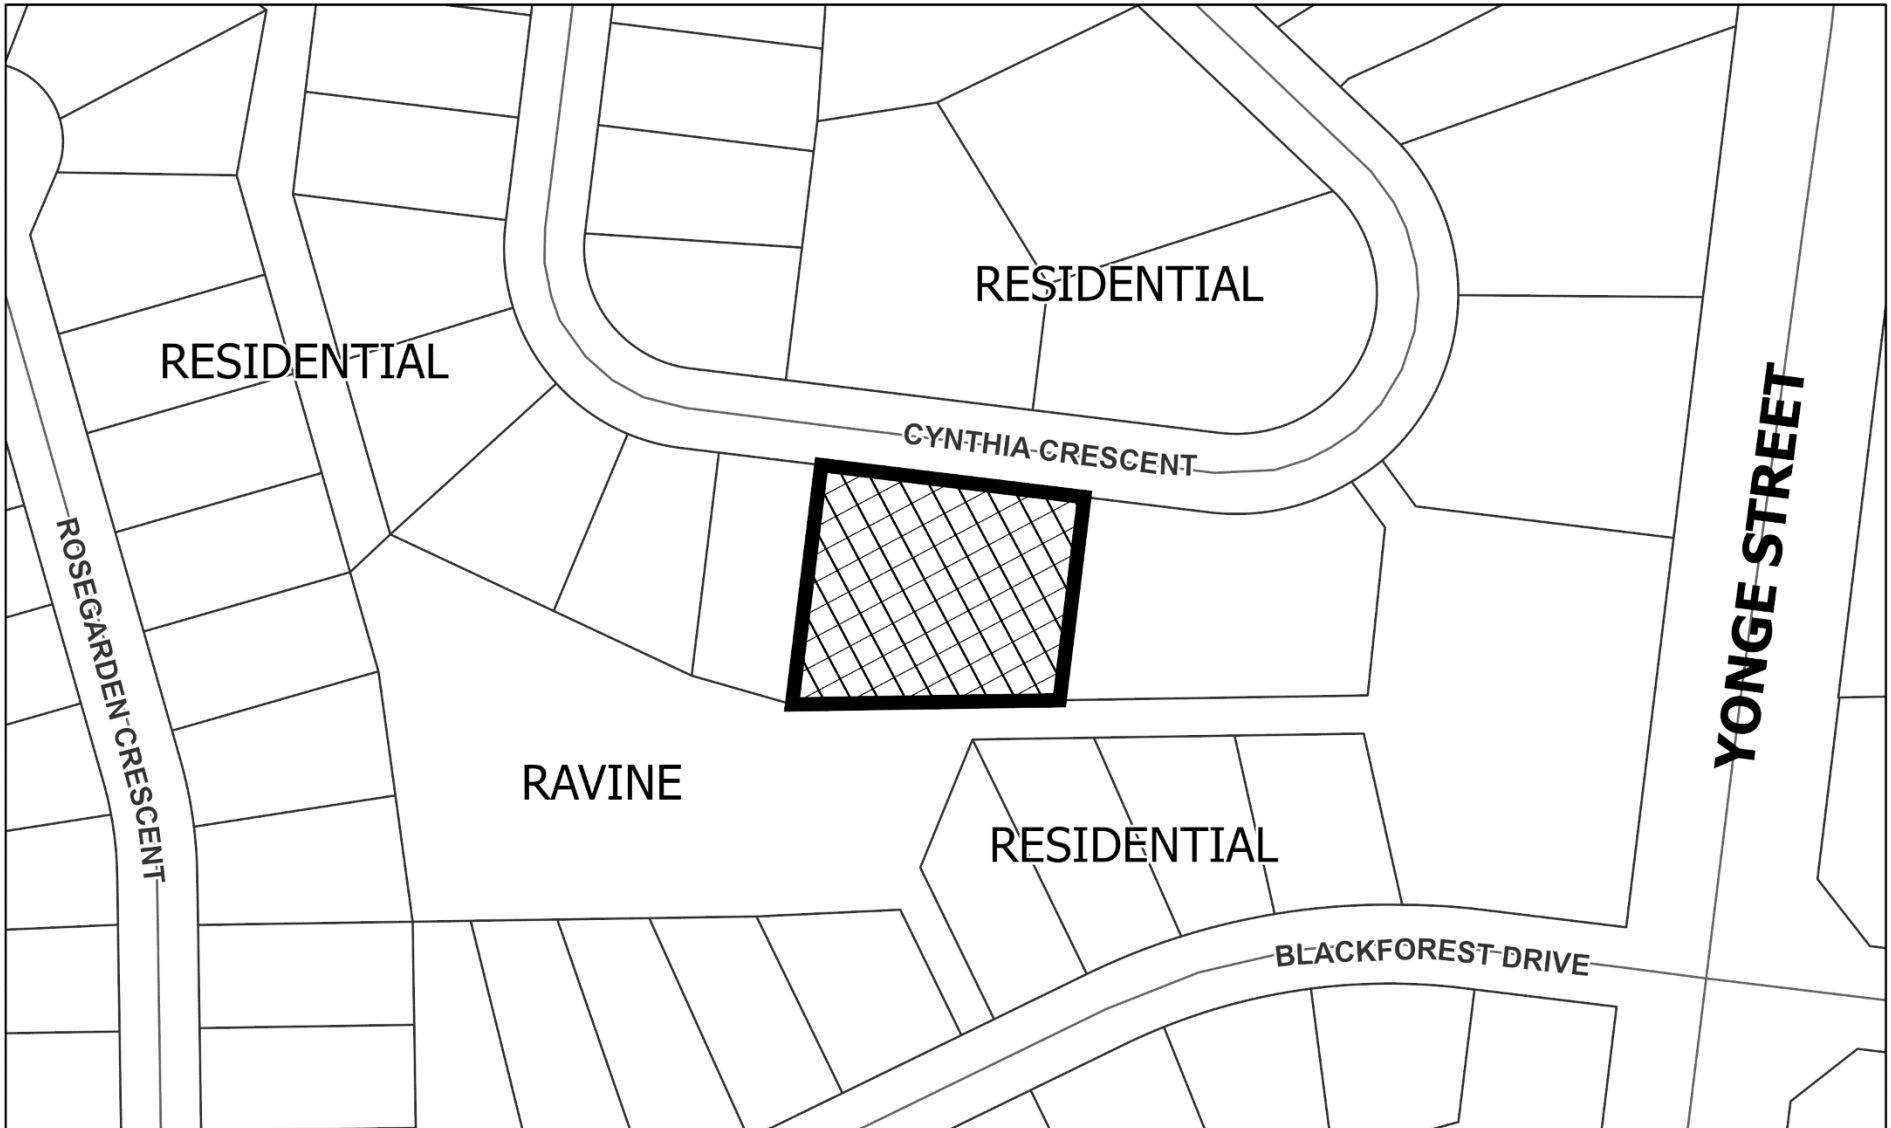 RESIDENTIAL
RESIDENTIAL
CYNTHIA CRESCENT
YONGE STREET
ROSEGARDEN CRESCENT
RAVINE
RESIDENTIAL
BLACKFOREST DRIVE